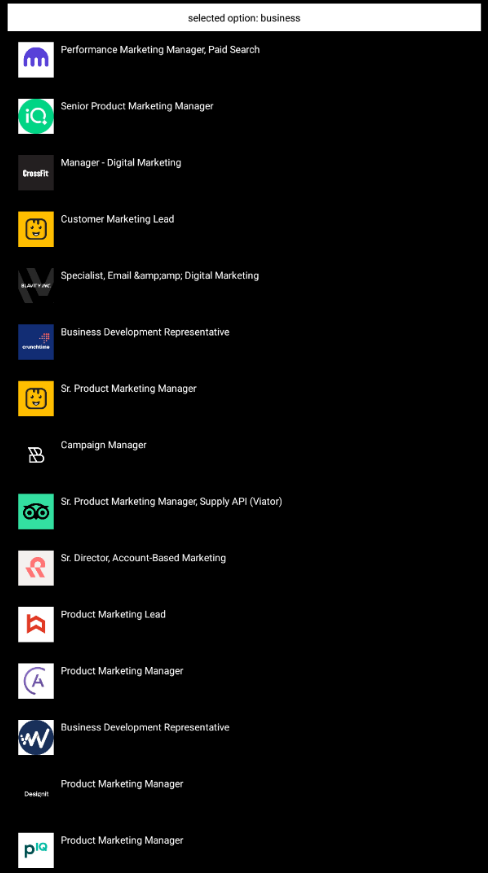 selected option: business
Performance Marketing Manager, Paid Search
iQ
Senior Product Marketing Manager
CrossFit
Manager - Digital Marketing
Customer Marketing Lead
BLAVITY INC
Specialist, Email &amp;amp; Digital Marketing
crunchtime
Business Development Representative
Sr. Product Marketing Manager
Campaign Manager
Sr. Product Marketing Manager, Supply API (Viator)
Sr. Director, Account-Based Marketing
Product Marketing Lead
A
Product Marketing Manager
W
Business Development Representative
Designit
Product Marketing Manager
pIQ
Product Marketing Manager